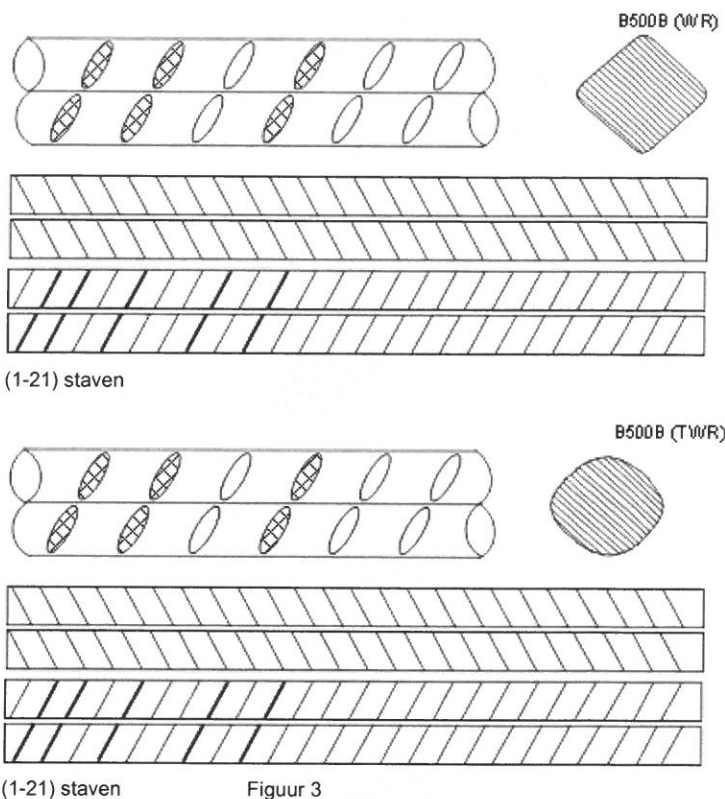 B500B (WR)
(1-21) staven
B500B (TWR)
(1-21) staven
Figuur 3